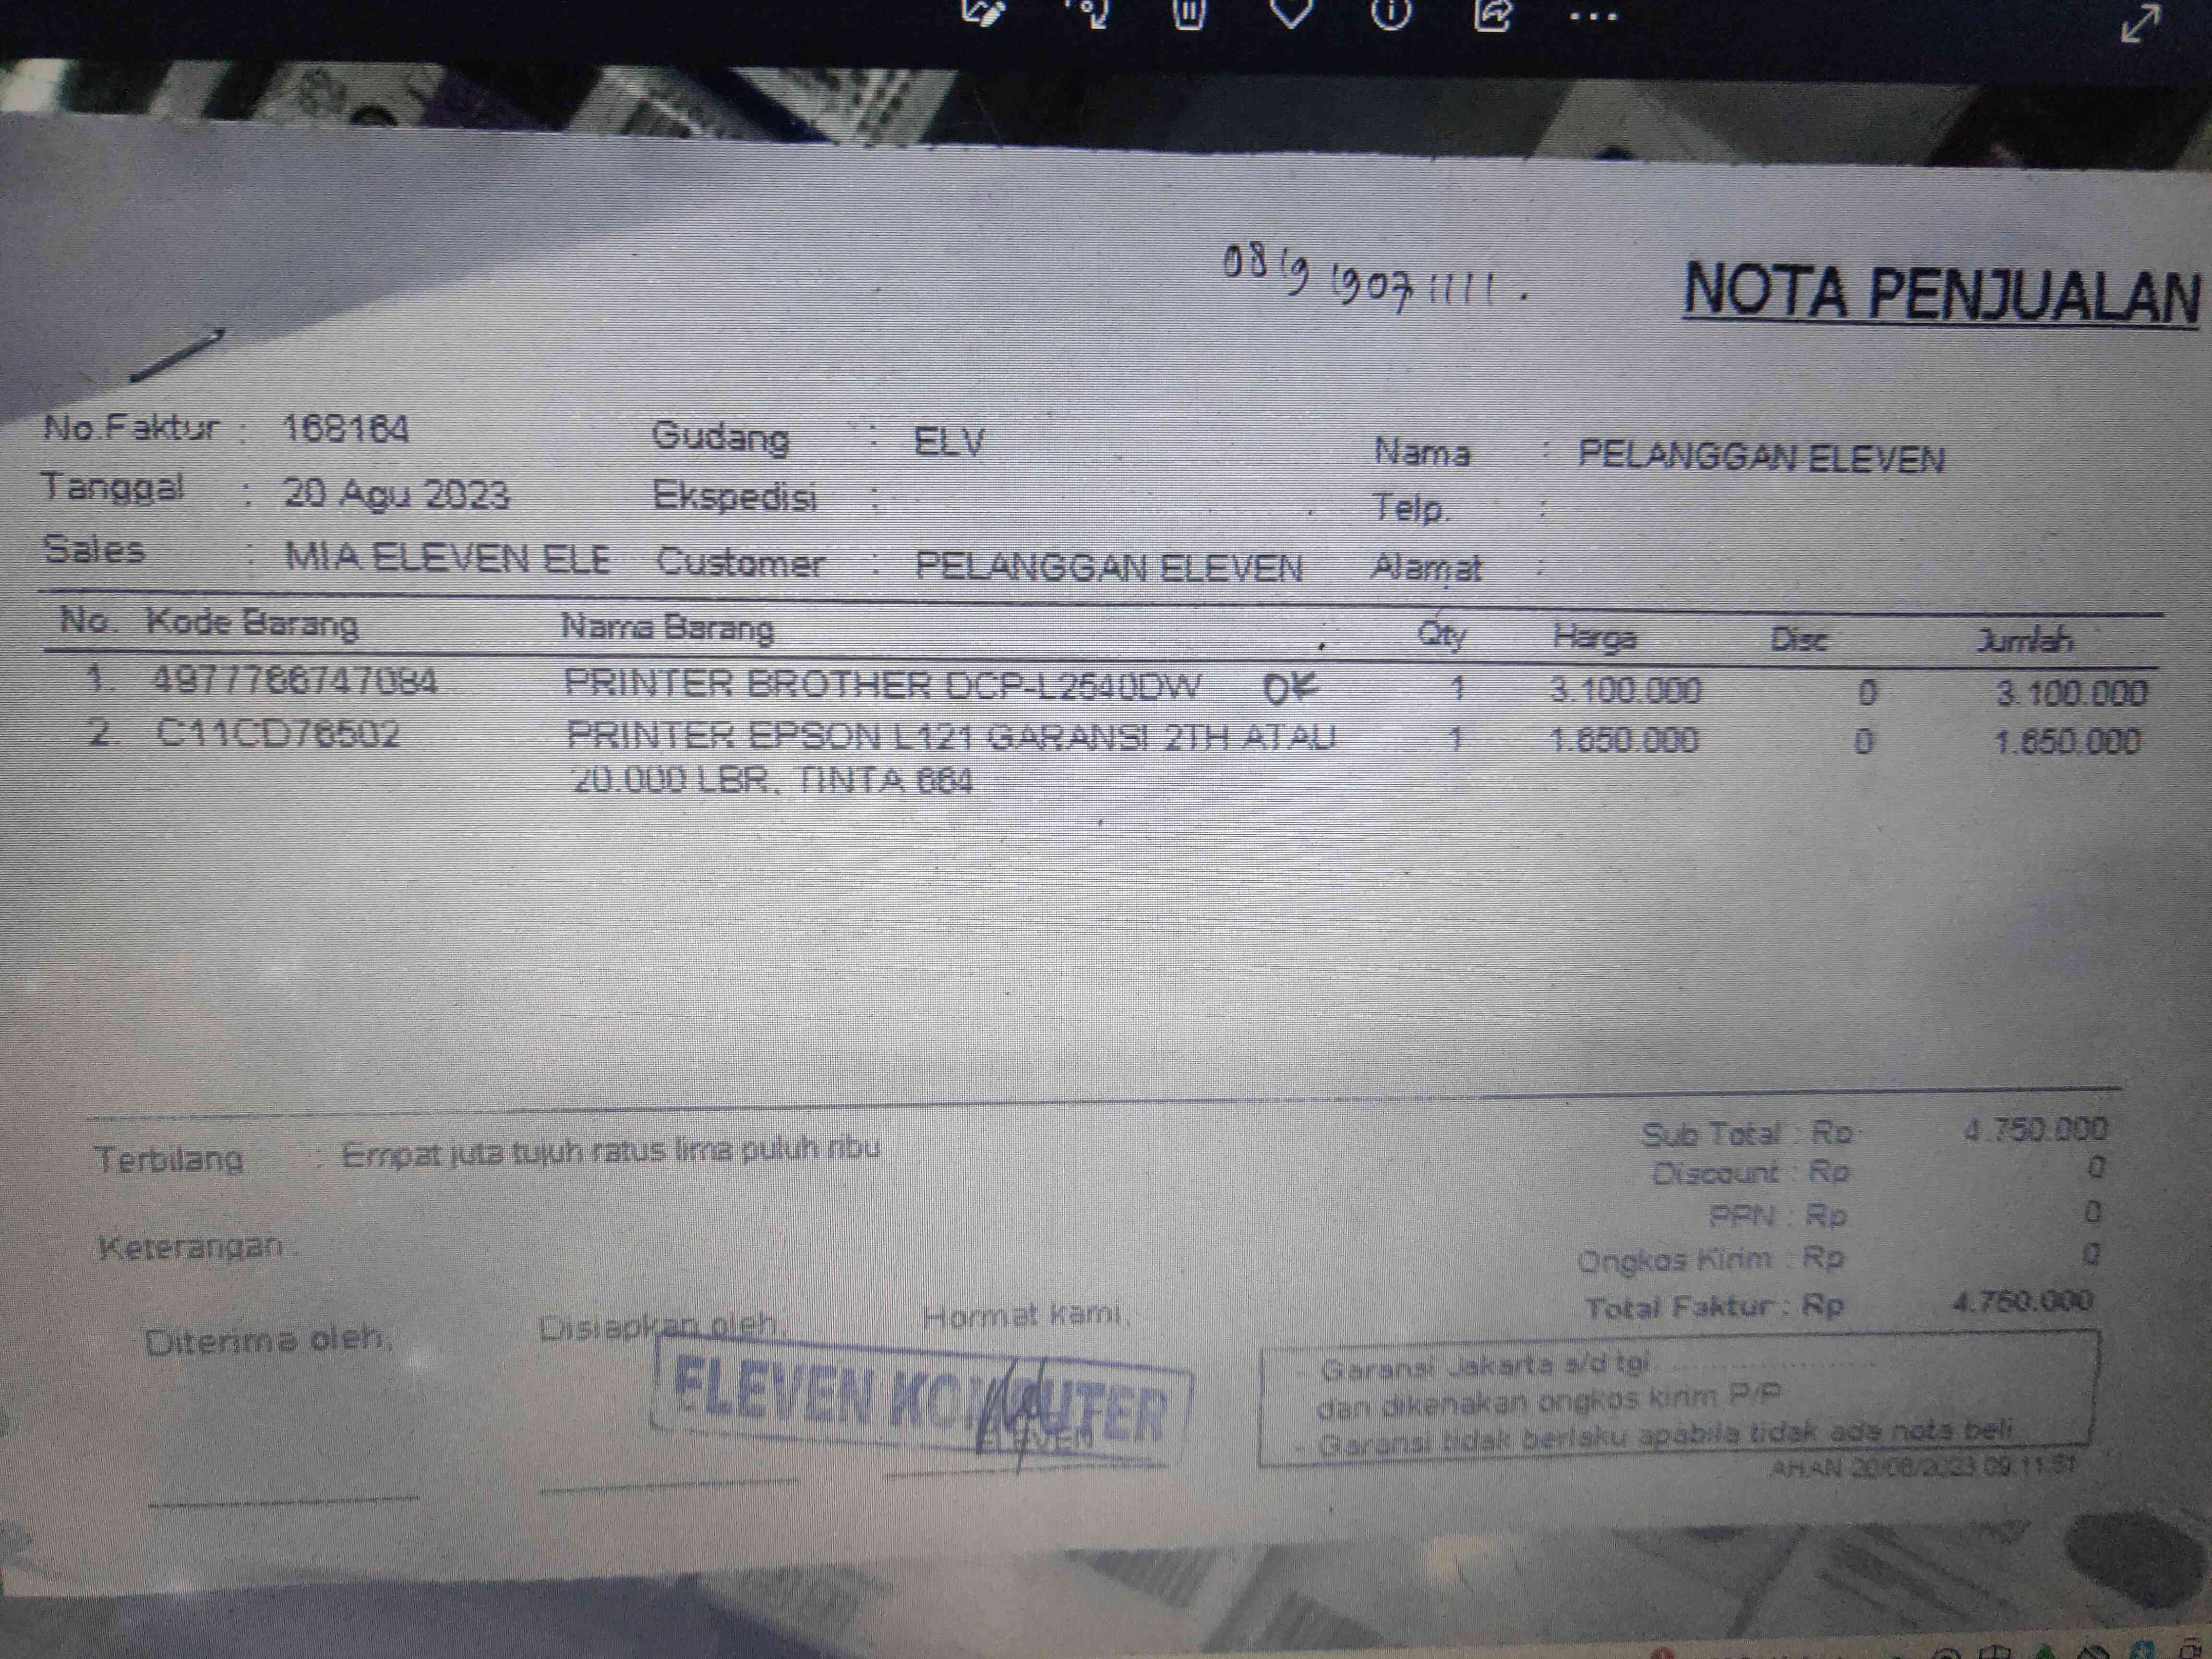 08 19 1907 1111 .
NOTA PENJUALAN
No.Faktur : 168164 Gudang : ELV Nama : PELANGGAN ELEVEN
Tanggal : 20 Agu 2023 Ekspedisi : Telp. :
Sales : MIA ELEVEN ELE Customer : PELANGGAN ELEVEN Alamat :
No. Kode Barang Nama Barang Qty Harga Disc Jumlah
1. 4977766747084 PRINTER BROTHER DCP-L2540DW OK 1 3.100.000 0 3.100.000
2. C11CD76502 PRINTER EPSON L121 GARANSI 2TH ATAU 1 1.650.000 0 1.650.000
20.000 LBR, TINTA 664
Terbilang : Empat juta tujuh ratus lima puluh ribu
Sub Total : Rp 4.750.000
Discount : Rp 0
PPN : Rp 0
Keterangan :
Ongkos Kirim : Rp 0
Total Faktur : Rp 4.750.000
Diterima oleh, Disiapkan oleh, Hormat kami,
ELEVEN KOMPUTER
ELEVEN
- Garansi Jakarta s/d tgl. ....................
dan dikenakan ongkos kirim P/P
- Garansi tidak berlaku apabila tidak ada nota beli
AHAN 20/08/2023 09:11:51